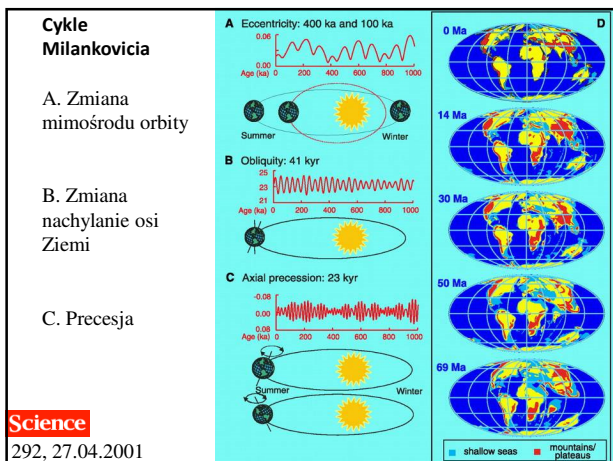 Cykle
Milankovicia
A. Zmiana
mimośrodu orbity
B. Zmiana
nachylanie osi
Ziemi
C. Precesja
Science
292, 27.04.2001
A Eccentricity: 400 ka and 100 ka
0.06
0.00
Age (ka) 0 200 400 600 800 1000
Summer Winter
B Obliquity: 41 kyr
25
23
21
Age (ka) 0 200 400 600 800 1000
C Axial precession: 23 kyr
-0.08
0.00
0.08
Age (ka) 0 200 400 600 800 1000
Summer Winter
D
0 Ma
14 Ma
30 Ma
50 Ma
69 Ma
shallow seas mountains/
plateaus